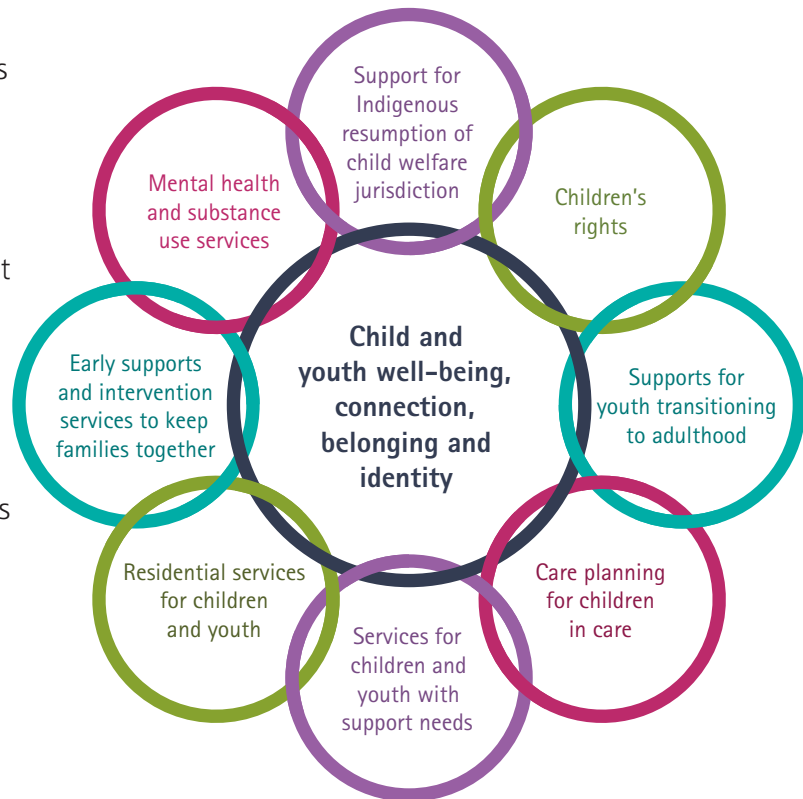 s
Support for
Indigenous
resumption of
child welfare
jurisdiction
Mental health
and substance
use services
Children's
rights
t
Child and
youth well-being,
connection,
belonging and
identity
Early supports
and intervention
services to keep
families together
Supports for
youth transitioning
to adulthood
s
Residential services
for children
and youth
Care planning
for children
in care
Services for
children and
youth with
support needs